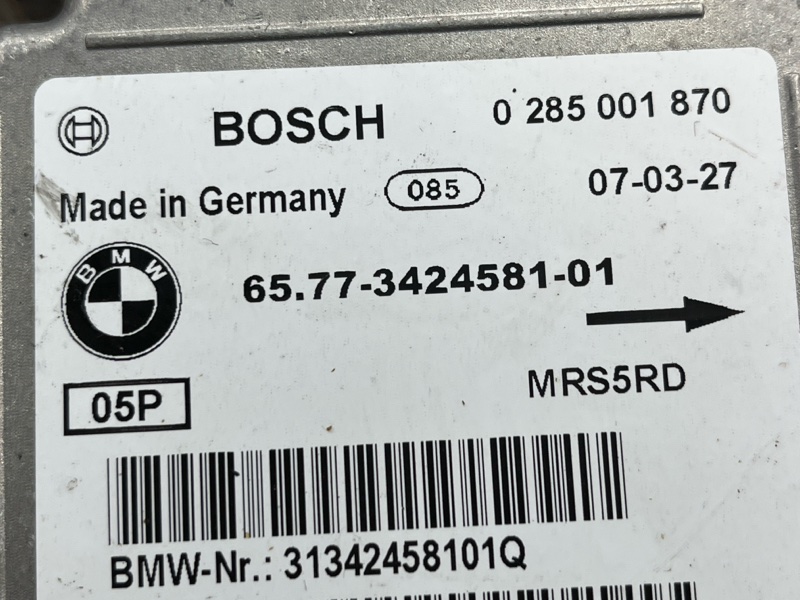 BOSCH 0 285 001 870
Made in Germany 085 07-03-27
BMW 65.77-3424581-01
MRS5RD
05P
BMW-Nr.: 31342458101Q